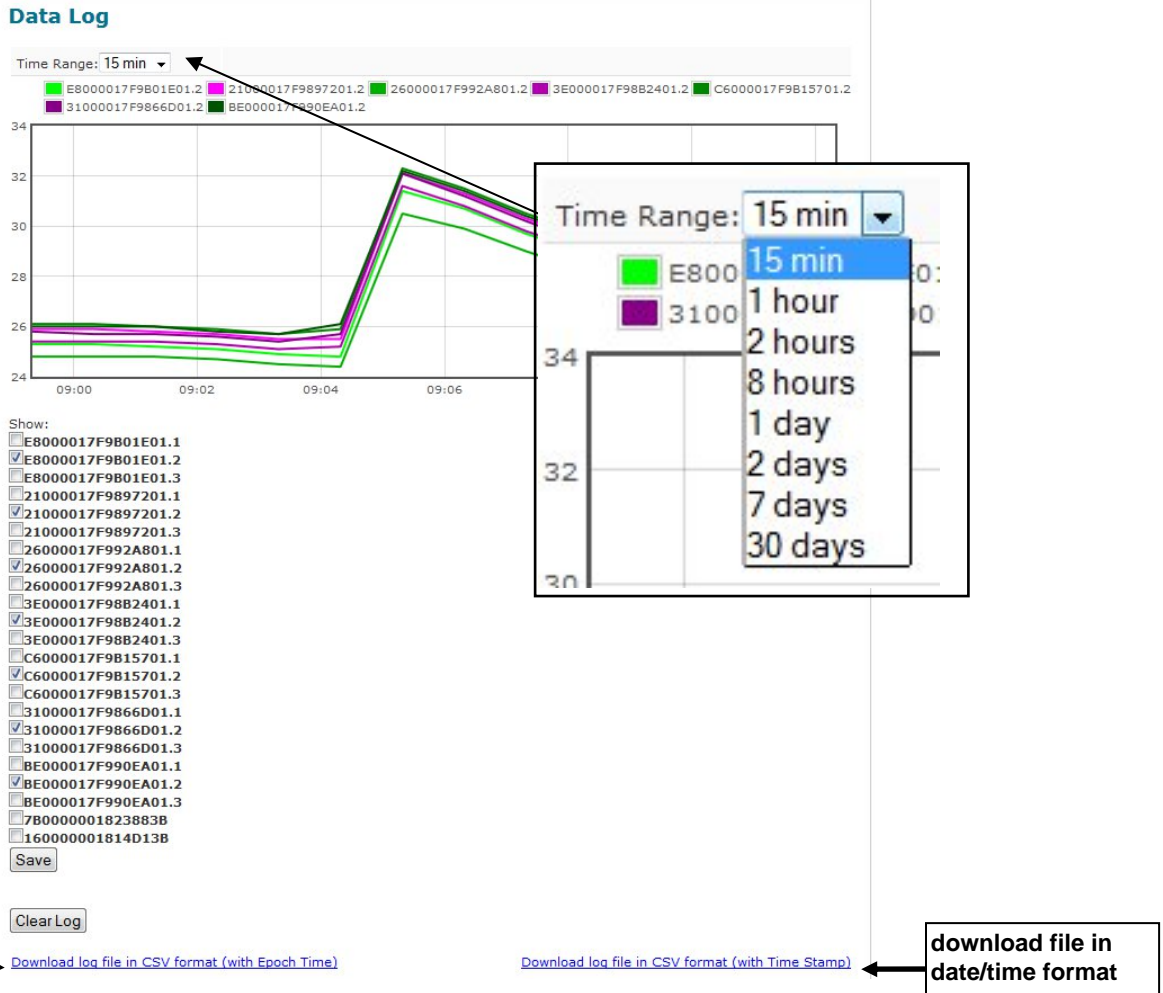 Data Log
Time Range: 15 min
E8000017F9B01E01.2 21000017F9897201.2 26000017F992A801.2 3E000017F98B2401.2 C6000017F9B15701.2
31000017F9866D01.2 BE000017F990EA01.2
34
32
30
28
26
24
09:00 09:02 09:04 09:06
Time Range: 15 min
E800
3100
15 min
1 hour
2 hours
8 hours
1 day
2 days
7 days
30 days
34
32
30
Show:
E8000017F9B01E01.1
E8000017F9B01E01.2
E8000017F9B01E01.3
21000017F9897201.1
21000017F9897201.2
21000017F9897201.3
26000017F992A801.1
26000017F992A801.2
26000017F992A801.3
3E000017F98B2401.1
3E000017F98B2401.2
3E000017F98B2401.3
C6000017F9B15701.1
C6000017F9B15701.2
C6000017F9B15701.3
31000017F9866D01.1
31000017F9866D01.2
31000017F9866D01.3
BE000017F990EA01.1
BE000017F990EA01.2
BE000017F990EA01.3
7B0000001823883B
160000001814D13B
Save
Clear Log
Download log file in CSV format (with Epoch Time)
Download log file in CSV format (with Time Stamp)
download file in
date/time format